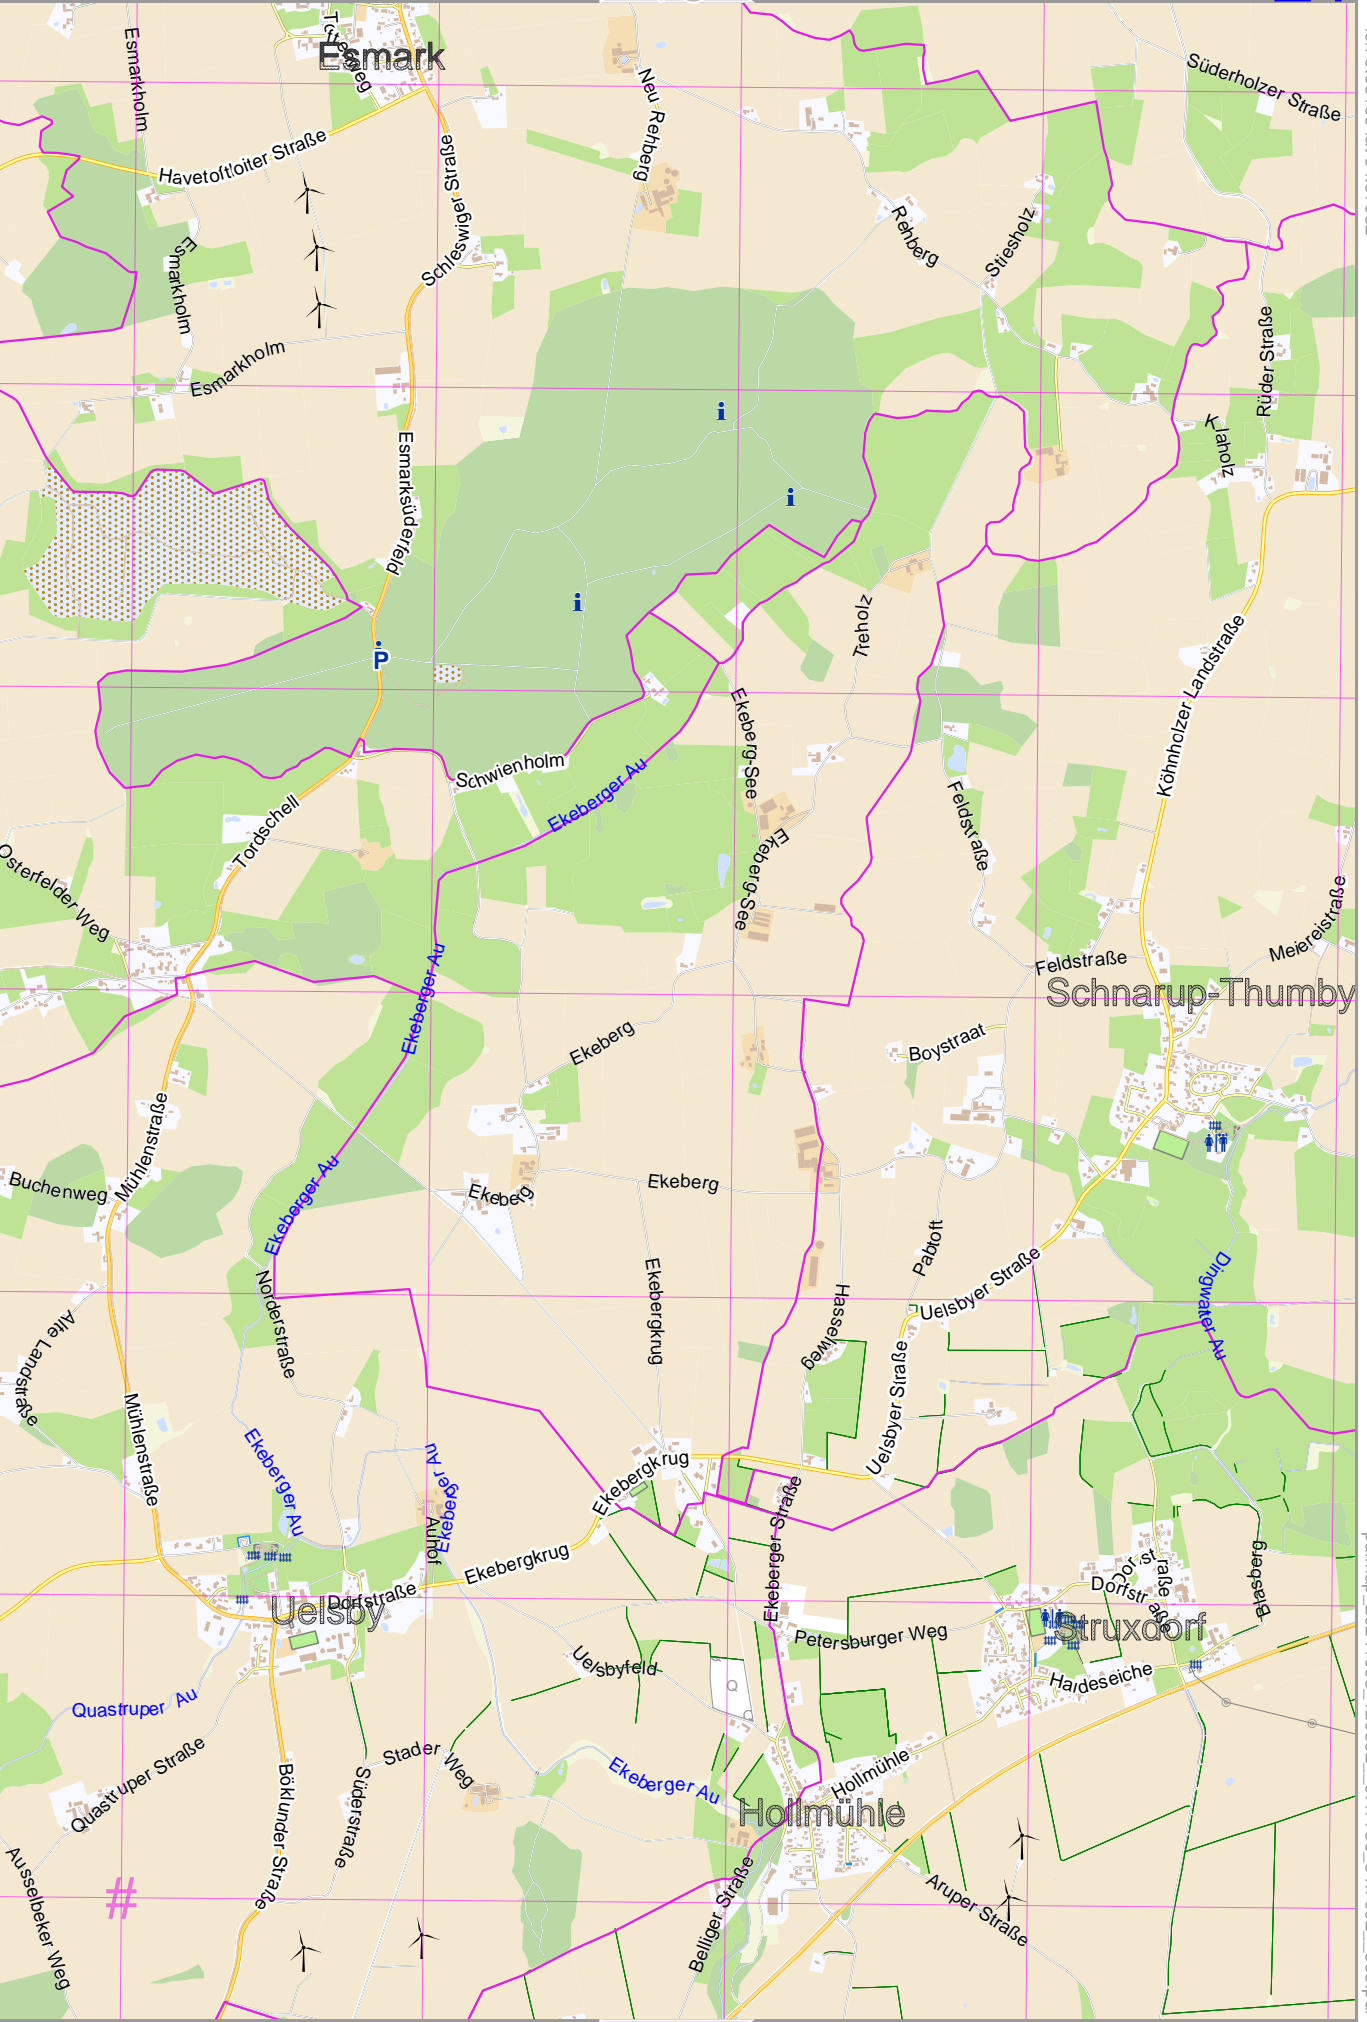 Esmarkholm
Tofterweg
Esmark
Neu Rehberg
Süderholzer Straße
Havetoftloiter Straße
Schleswiger Straße
Rehberg
Stiesholz
Esmarkholm
Esmarkholm
Rüder Straße
i
Klaholz
Esmarksüderfeld
i
i
Treholz
P
Köhnholzer Landstraße
Ekeberg-See
Schwienholm
Ekeberger Au
Tordschell
Feldstraße
Ekeberg-See
Osterfelder Weg
Meiereistraße
Feldstraße
Schnarup-Thumby
Ekeberger Au
Ekeberg
Boystraat
Mühlenstraße
Buchenweg
Ekeberger Au
Ekeberg
Ekeberg
Pabtoft
Dingwatter Au
Uelsbyer Straße
Norderstraße
Ekebergkrug
Hasselweg
Alte Landstraße
Uelsbyer Straße
Mühlenstraße
Ekeberger Au
Ekeberger Au
Ekebergkrug
Ekeberger Straße
Auhof
Ekebergkrug
Dorfstraße
Uelsby
Dorfstraße
Dorfstraße
Blasberg
Struxdorf
Petersburger Weg
Uelsbyfeld
Hardeseiche
Quastruper Au
Stader Weg
Quastruper Straße
Böklunder Straße
Süderstraße
Ekeberger Au
Hollmühle
Hollmühle
Ausselbeker Weg
#
Belliger Straße
Aruper Straße